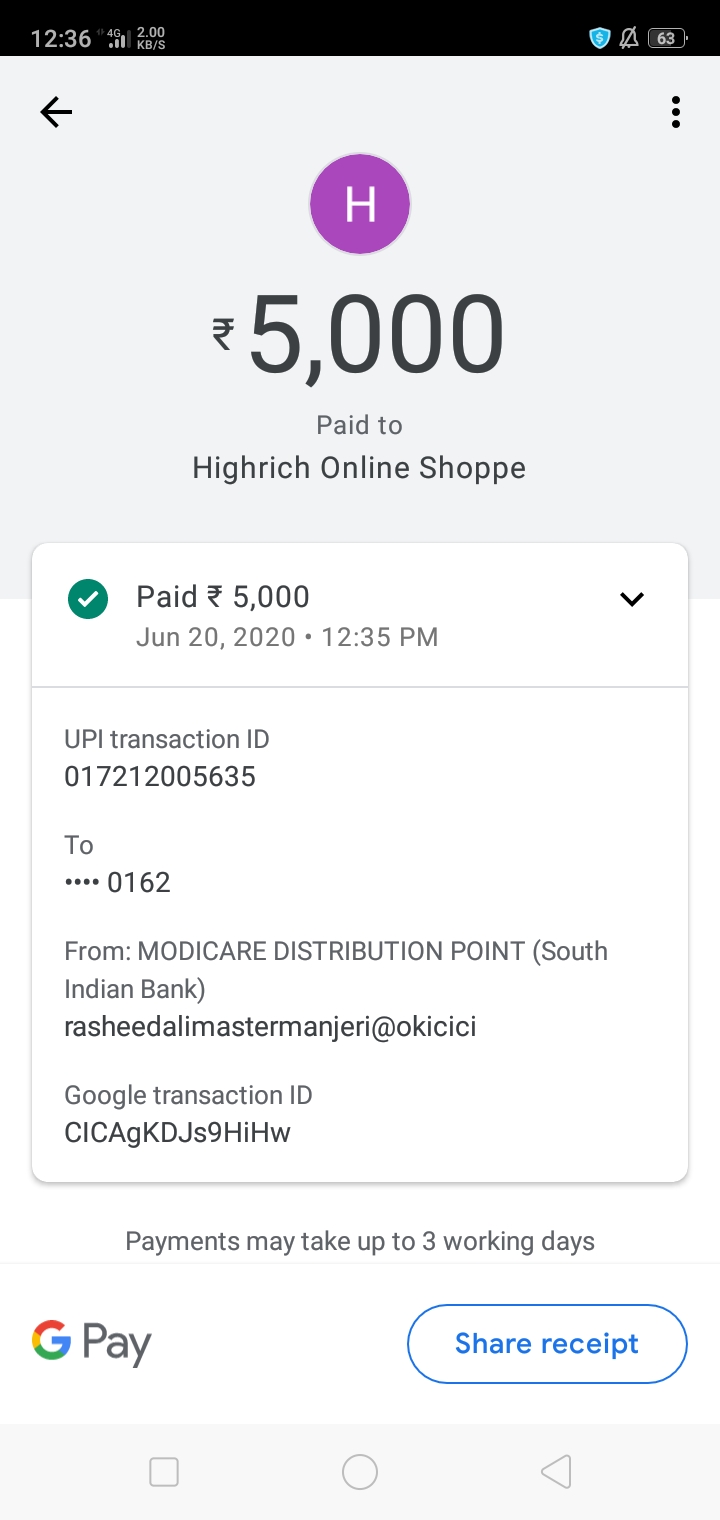 12:36 4G 2.00 KB/S 63
H
₹5,000
Paid to
Highrich Online Shoppe
Paid ₹ 5,000
Jun 20, 2020 • 12:35 PM
UPI transaction ID
017212005635
To
•••• 0162
From: MODICARE DISTRIBUTION POINT (South
Indian Bank)
rasheedalimastermanjeri@okicici
Google transaction ID
CICAgKDJs9HiHw
Payments may take up to 3 working days
G Pay
Share receipt